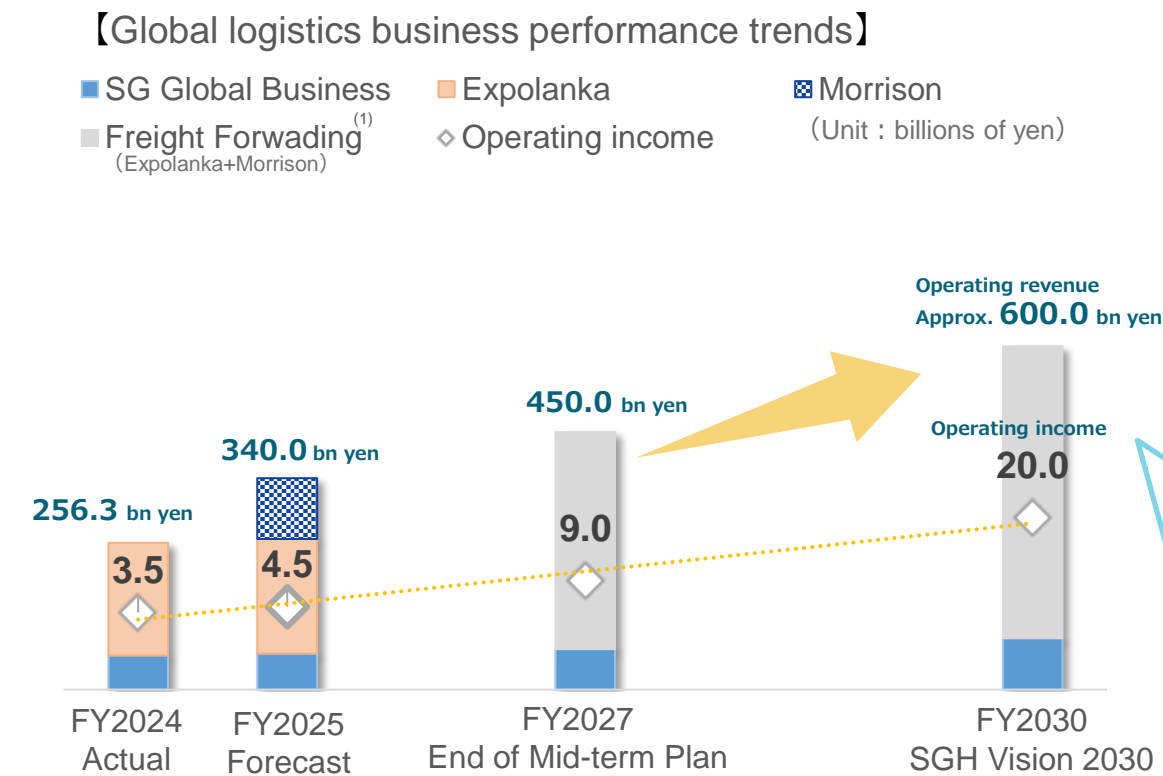 【Global logistics business performance trends】
SG Global Business Expolanka Morrison
Freight Forwading(1) Operating income (Unit : billions of yen)
（Expolanka+Morrison）
Operating revenue
Approx. 600.0 bn yen
450.0 bn yen
Operating income
340.0 bn yen
20.0
256.3 bn yen
9.0
3.5
4.5
FY2024
Actual
FY2025
Forecast
FY2027
End of Mid-term Plan
FY2030
SGH Vision 2030